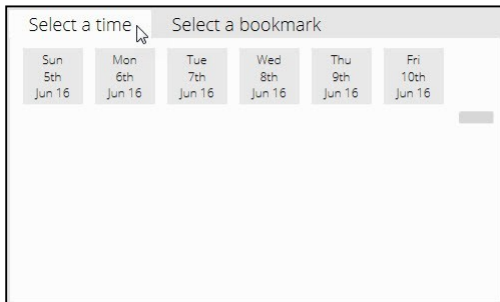 Select a time Select a bookmark
Sun Mon Tue Wed Thu Fri
5th 6th 7th 8th 9th 10th
Jun 16 Jun 16 Jun 16 Jun 16 Jun 16 Jun 16